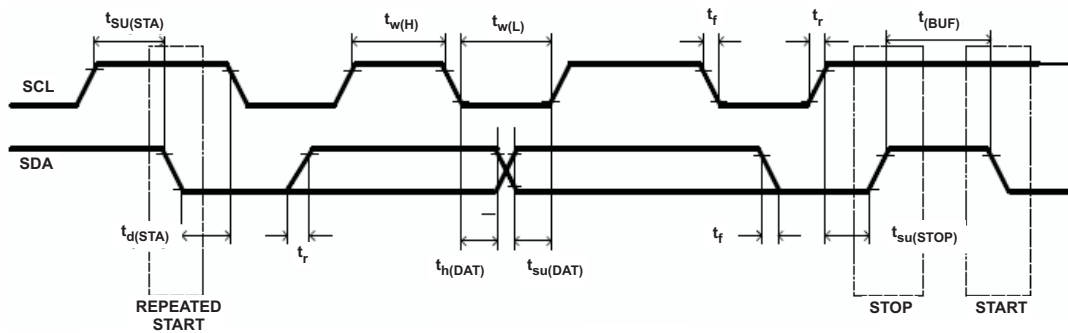 tSU(STA)
tw(H)
tw(L)
tf
tr
t(BUF)
SCL
SDA
td(STA)
tr
th(DAT)
tsu(DAT)
tf
tsu(STOP)
REPEATED
START
STOP
START